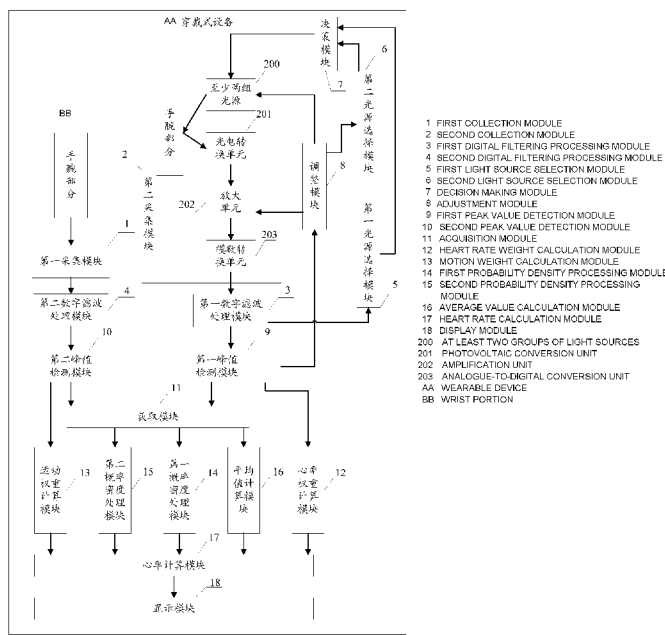 AA 穿戴式设备
决策模块
6
200
7
至少两组
光源
第二光源选择模块
BB
手腕部分
201
手腕部分
光电转
换单元
2
第二采集模块
调整模块
8
放大
单元
202
1
203
第一采集模块
模数转
换单元
第一光源选择模块
5
4
3
第二数字滤波
处理模块
第一数字滤波
处理模块
10
9
第二峰值
检测模块
第一峰值
检测模块
11
获取模块
运动权重计算模块
13
第二概率密度处理模块
15
第一概率密度处理模块
14
平均值计算模块
16
心率权重计算模块
12
17
心率计算模块
18
显示模块
1 FIRST COLLECTION MODULE
2 SECOND COLLECTION MODULE
3 FIRST DIGITAL FILTERING PROCESSING MODULE
4 SECOND DIGITAL FILTERING PROCESSING MODULE
5 FIRST LIGHT SOURCE SELECTION MODULE
6 SECOND LIGHT SOURCE SELECTION MODULE
7 DECISION MAKING MODULE
8 ADJUSTMENT MODULE
9 FIRST PEAK VALUE DETECTION MODULE
10 SECOND PEAK VALUE DETECTION MODULE
11 ACQUISITION MODULE
12 HEART RATE WEIGHT CALCULATION MODULE
13 MOTION WEIGHT CALCULATION MODULE
14 FIRST PROBABILITY DENSITY PROCESSING MODULE
15 SECOND PROBABILITY DENSITY PROCESSING
MODULE
16 AVERAGE VALUE CALCULATION MODULE
17 HEART RATE CALCULATION MODULE
18 DISPLAY MODULE
200 AT LEAST TWO GROUPS OF LIGHT SOURCES
201 PHOTOVOLTAIC CONVERSION UNIT
202 AMPLIFICATION UNIT
203 ANALOGUE-TO-DIGITAL CONVERSION UNIT
AA WEARABLE DEVICE
BB WRIST PORTION